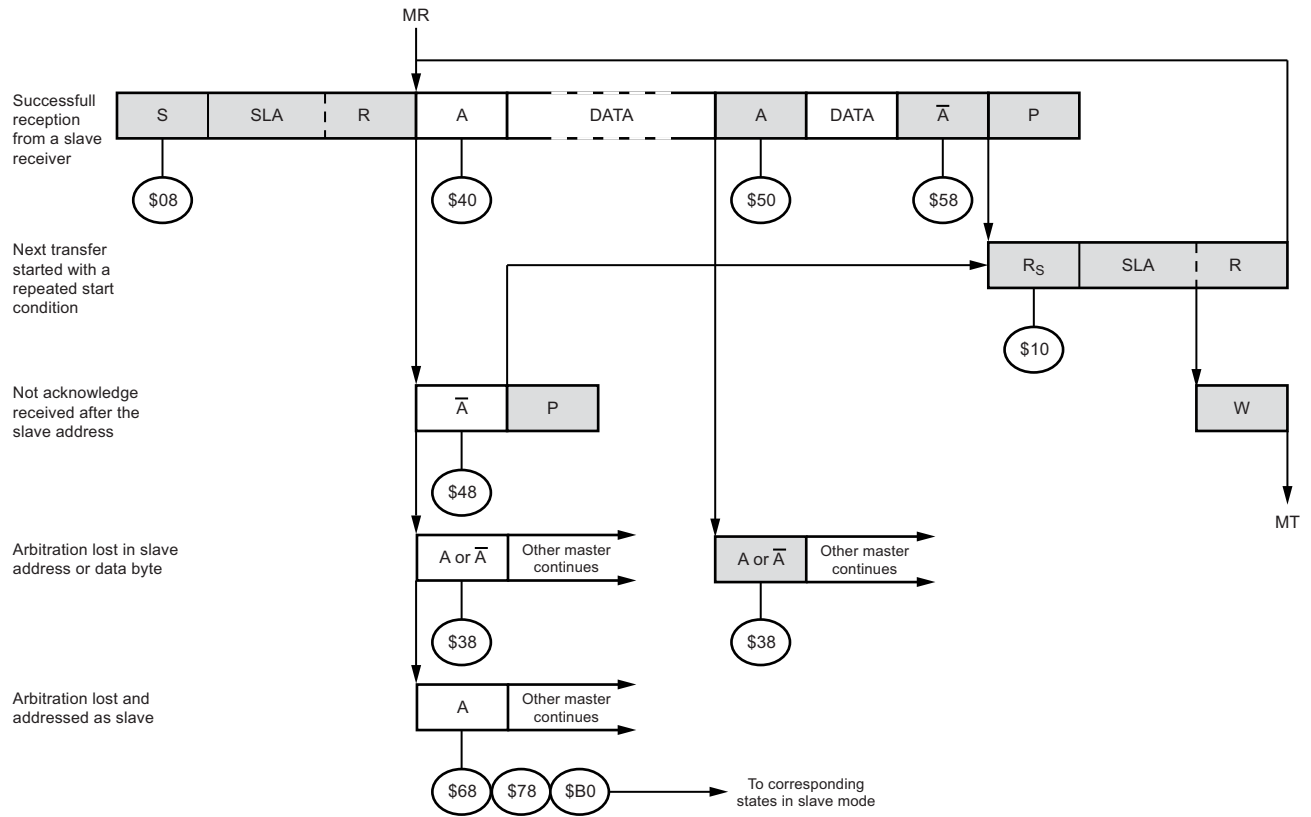 MR
Successfull
reception
from a slave
receiver
S SLA R A DATA A DATA A̅ P
$08 $40 $50 $58
Next transfer
started with a
repeated start
condition
RS SLA R
$10
Not acknowledge
received after the
slave address
A̅ P
W
$48
MT
Arbitration lost in slave
address or data byte
A or A̅
Other master
continues
A or A̅
Other master
continues
$38 $38
Arbitration lost and
addressed as slave
A
Other master
continues
$68 $78 $B0
To corresponding
states in slave mode